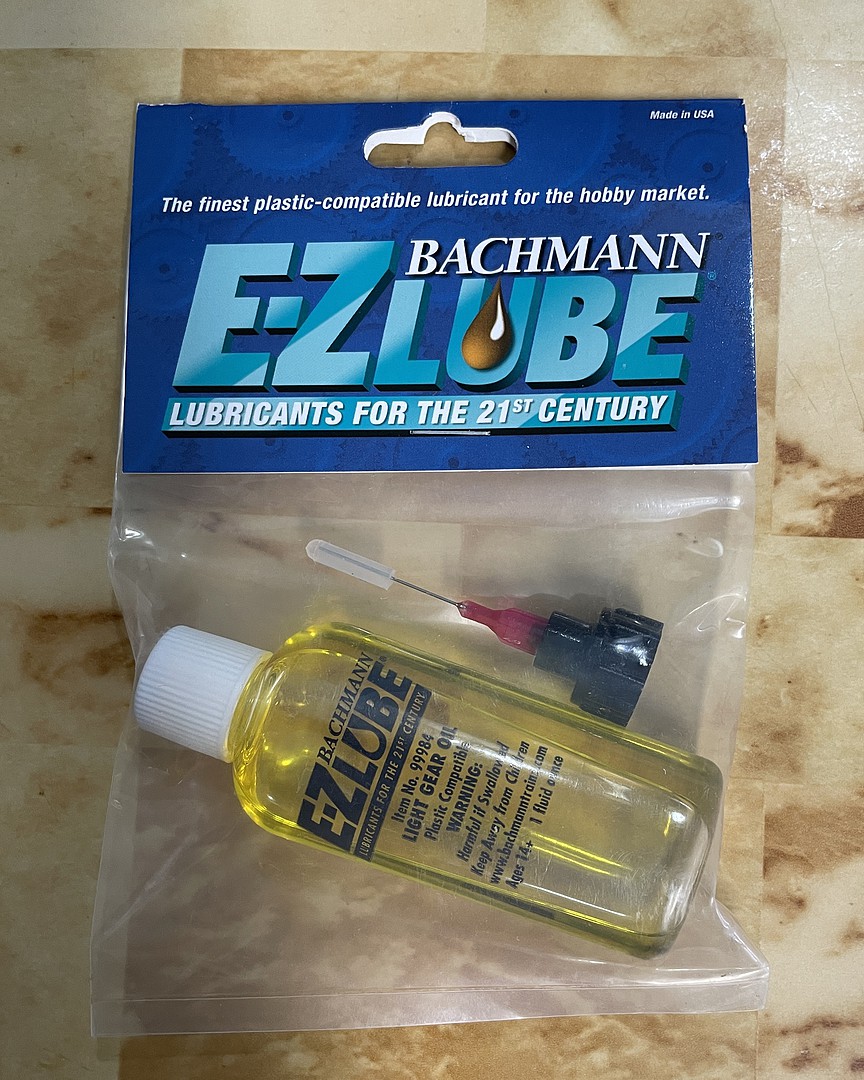 Made in USA
The finest plastic-compatible lubricant for the hobby market.
BACHMANN
E-Z LUBE®
LUBRICANTS FOR THE 21ST CENTURY
BACHMANN
E-Z LUBE®
LUBRICANTS FOR THE 21ST CENTURY
Item No. 99984
LIGHT GEAR OIL
Plastic Compatible
WARNING:
Harmful if Swallowed
Keep Away from Children
www.bachmanntrains.com
Ages 14+ 1 fluid ounce